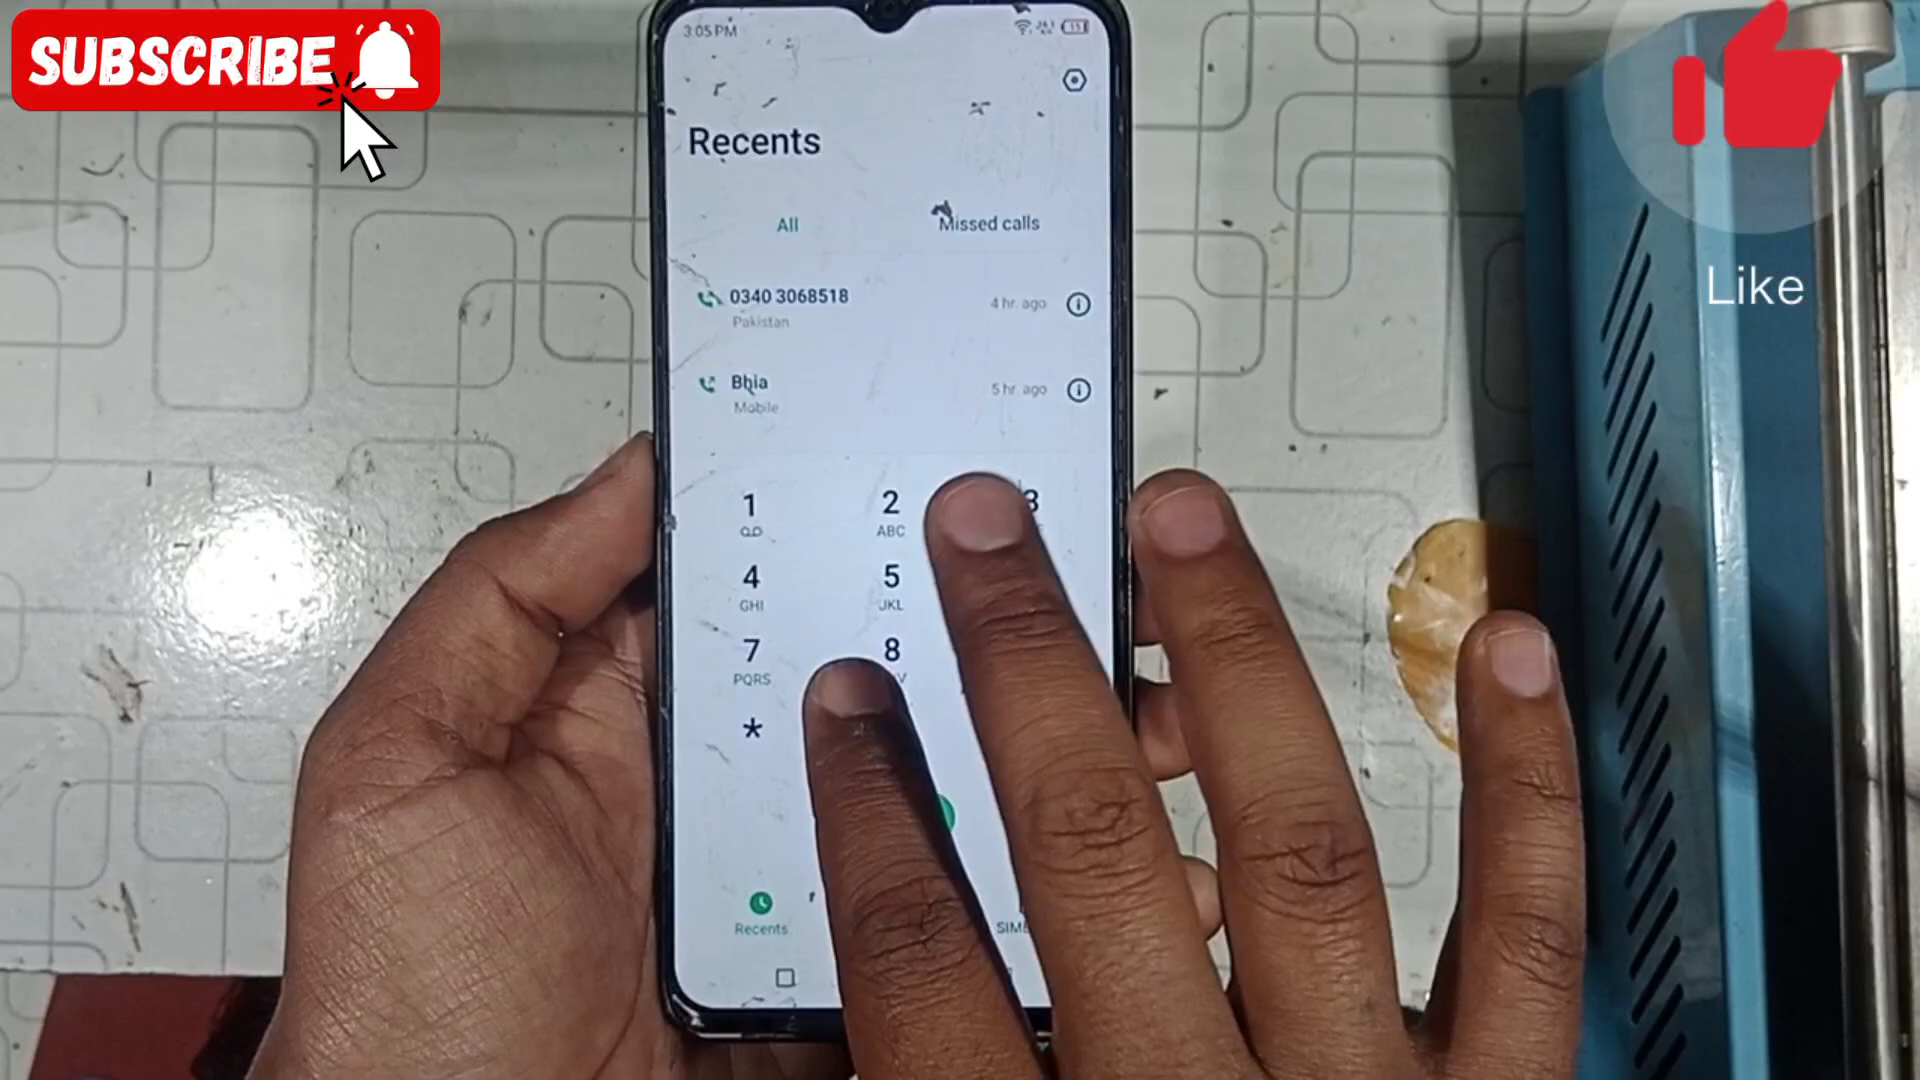 SUBSCRIBE
Like
3:05 PM
Recents
All
Missed calls
0340 3068518
4 hr. ago
Pakistan
Bhia
5 hr. ago
Mobile
1
2
3
ABC
4
5
GHI
JKL
7
8
PQRS
*
Recents